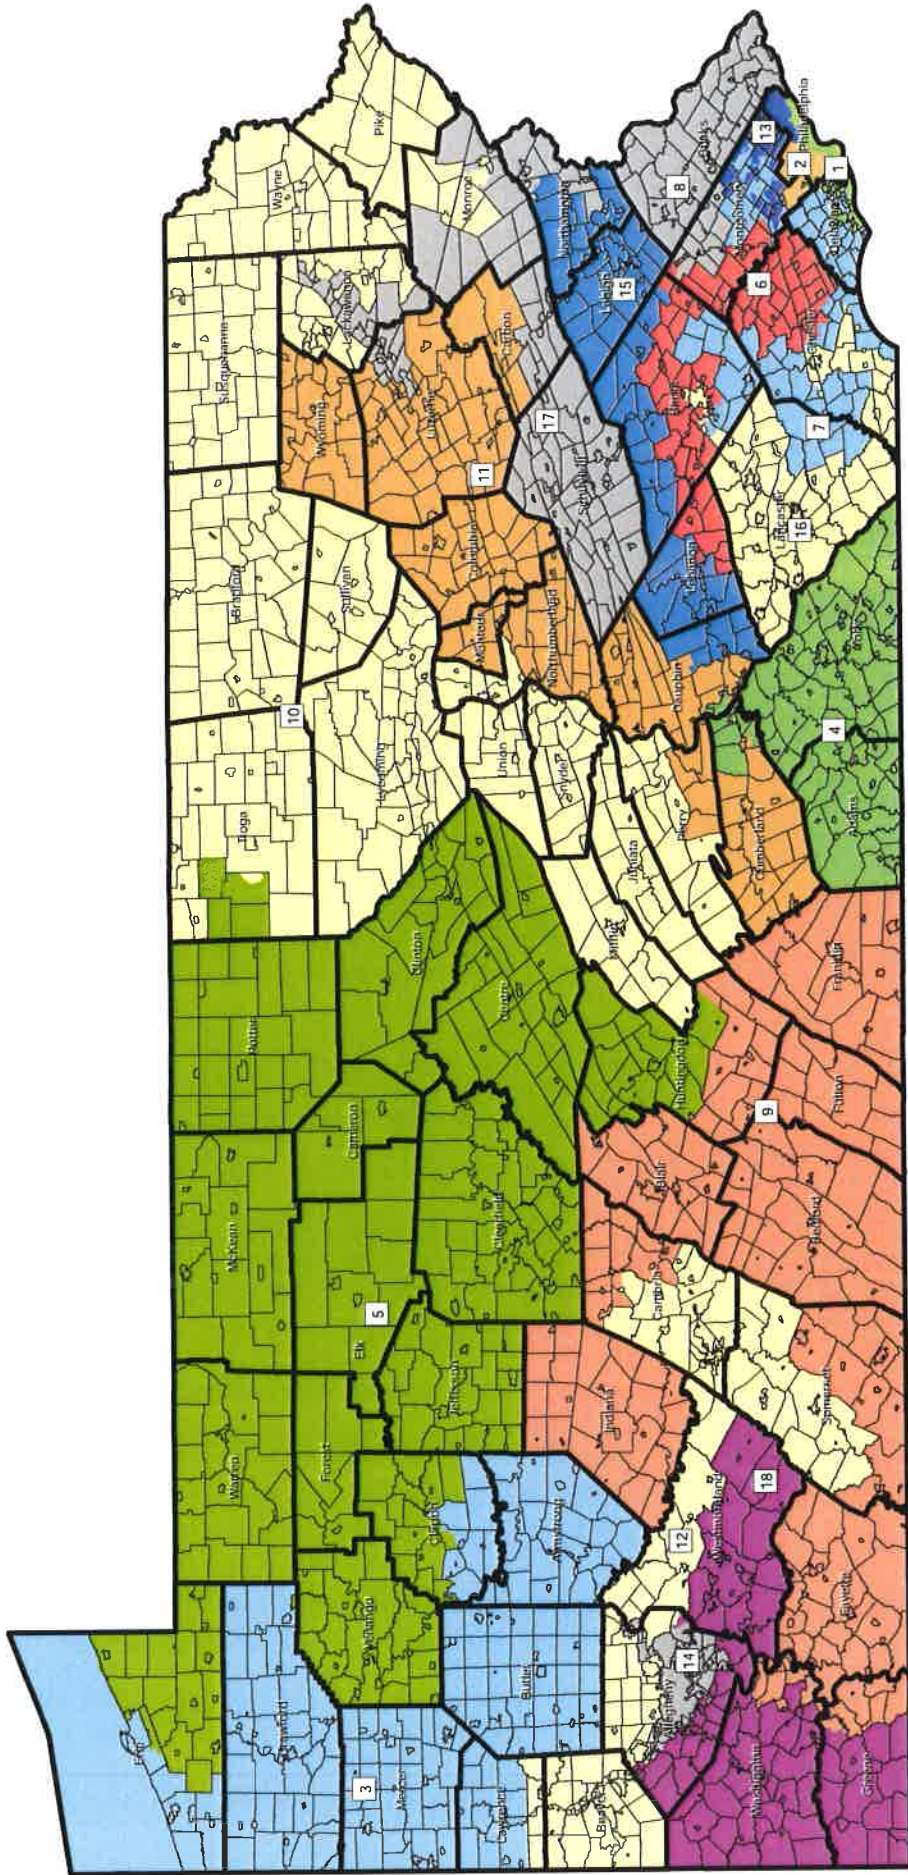 Erie
Crawford
3
Mercer
Lawrence
Butler
Beaver
Allegheny
14
Washington
Greene
Warren
Forest
Venango
Clarion
Armstrong
12
Westmoreland
18
Fayette
McKean
Elk
5
Jefferson
Indiana
Cambria
Somerset
Potter
Cameron
Clearfield
Clinton
Centre
Blair
Huntingdon
Bedford
9
Fulton
Franklin
Tioga
10
Lycoming
Union
Snyder
Mifflin
Juniata
Perry
Cumberland
Adams
4
York
Bradford
Sullivan
Columbia
Montour
Northumberland
Dauphin
Lebanon
Susquehanna
Wyoming
Lackawanna
Luzerne
11
Carbon
17
Schuylkill
Wayne
Pike
Monroe
Northampton
Lehigh
15
Berks
Lancaster
16
7
Chester
6
Montgomery
Bucks
8
13
Philadelphia
2
1
Delaware